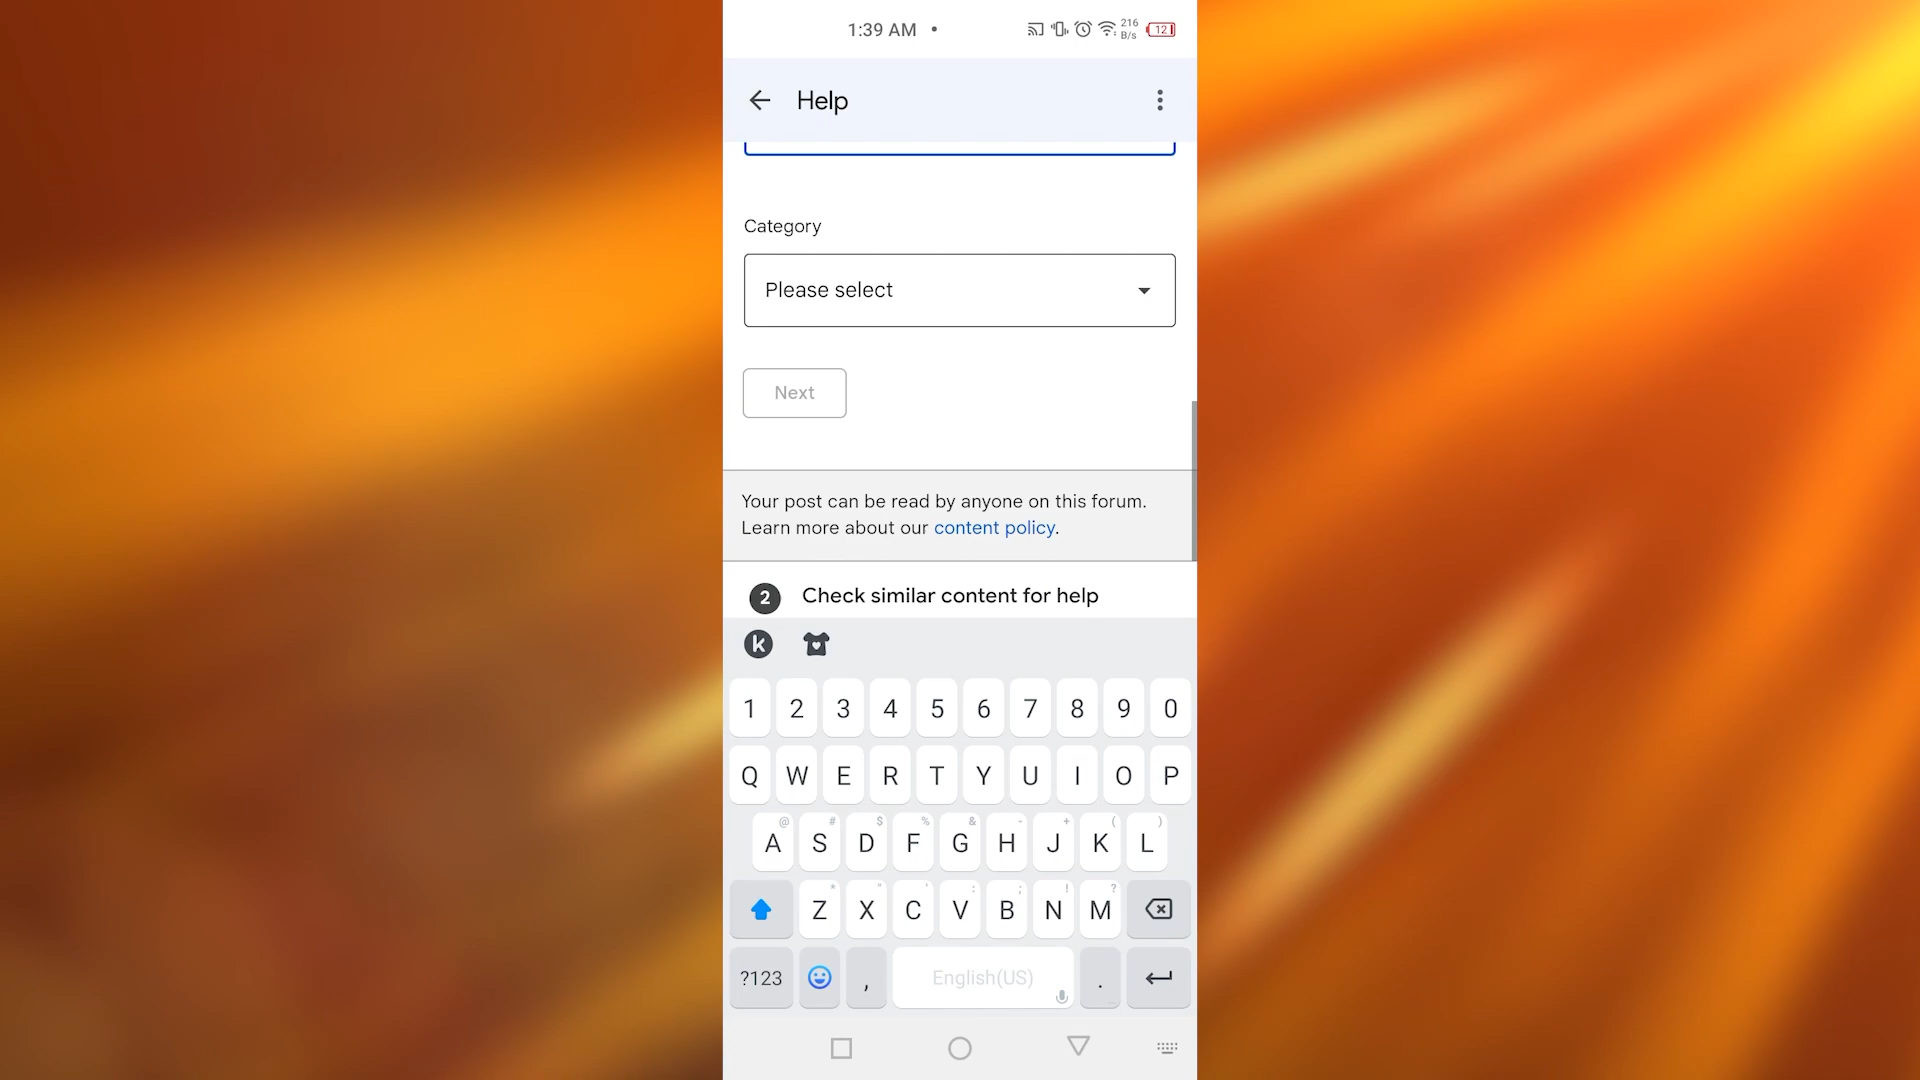 1:39 AM
216
B/s
12
Help
Category
Please select
Next
Your post can be read by anyone on this forum.
Learn more about our content policy.
2 Check similar content for help
k
1 2 3 4 5 6 7 8 9 0
Q W E R T Y U I O P
@ # $ % & - + ( )
A S D F G H J K L
* " ' : ; ! ?
Z X C V B N M
?123 , English(US) .